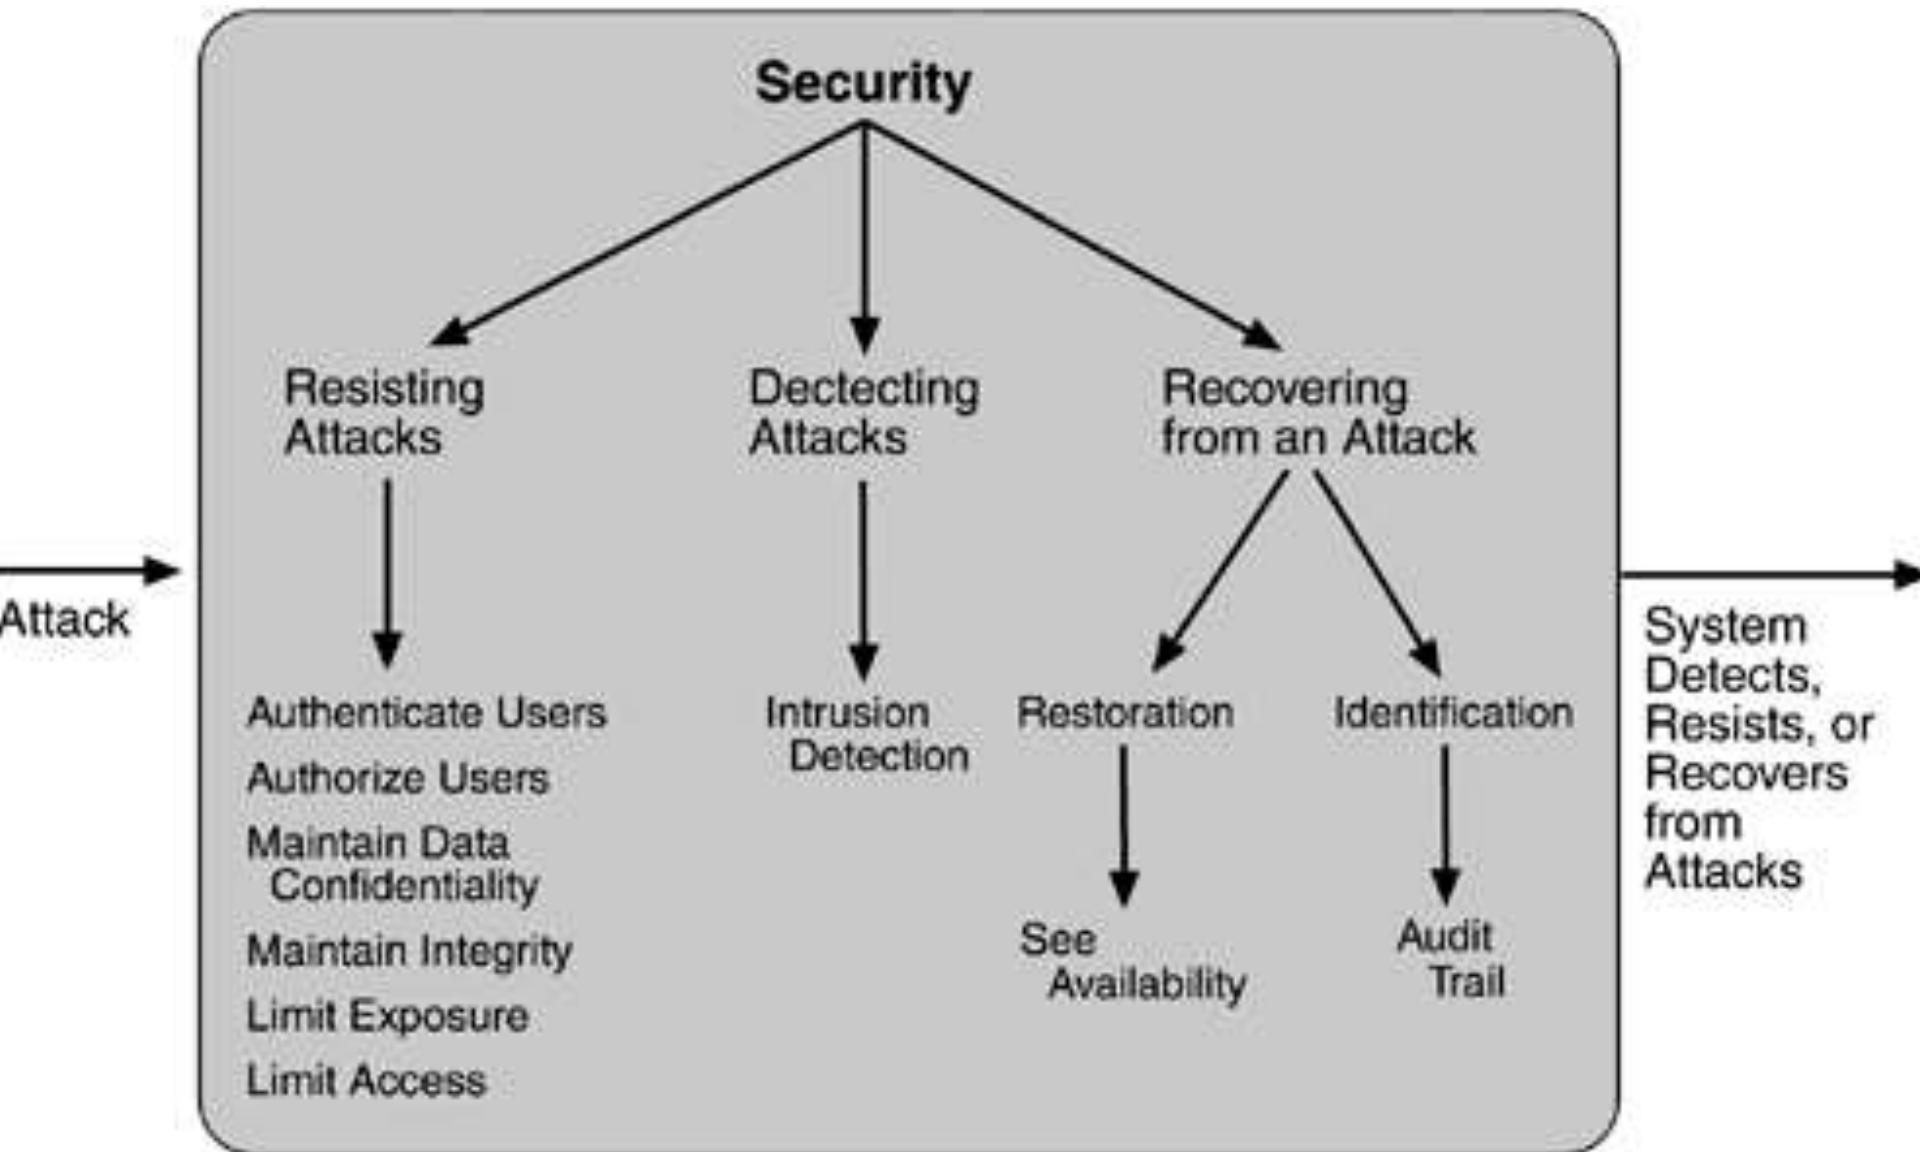 Security
Resisting
Attacks
Dectecting
Attacks
Recovering
from an Attack
Attack
Authenticate Users
Authorize Users
Maintain Data
Confidentiality
Maintain Integrity
Limit Exposure
Limit Access
Intrusion
Detection
Restoration
Identification
See
Availability
Audit
Trail
System
Detects,
Resists, or
Recovers
from
Attacks